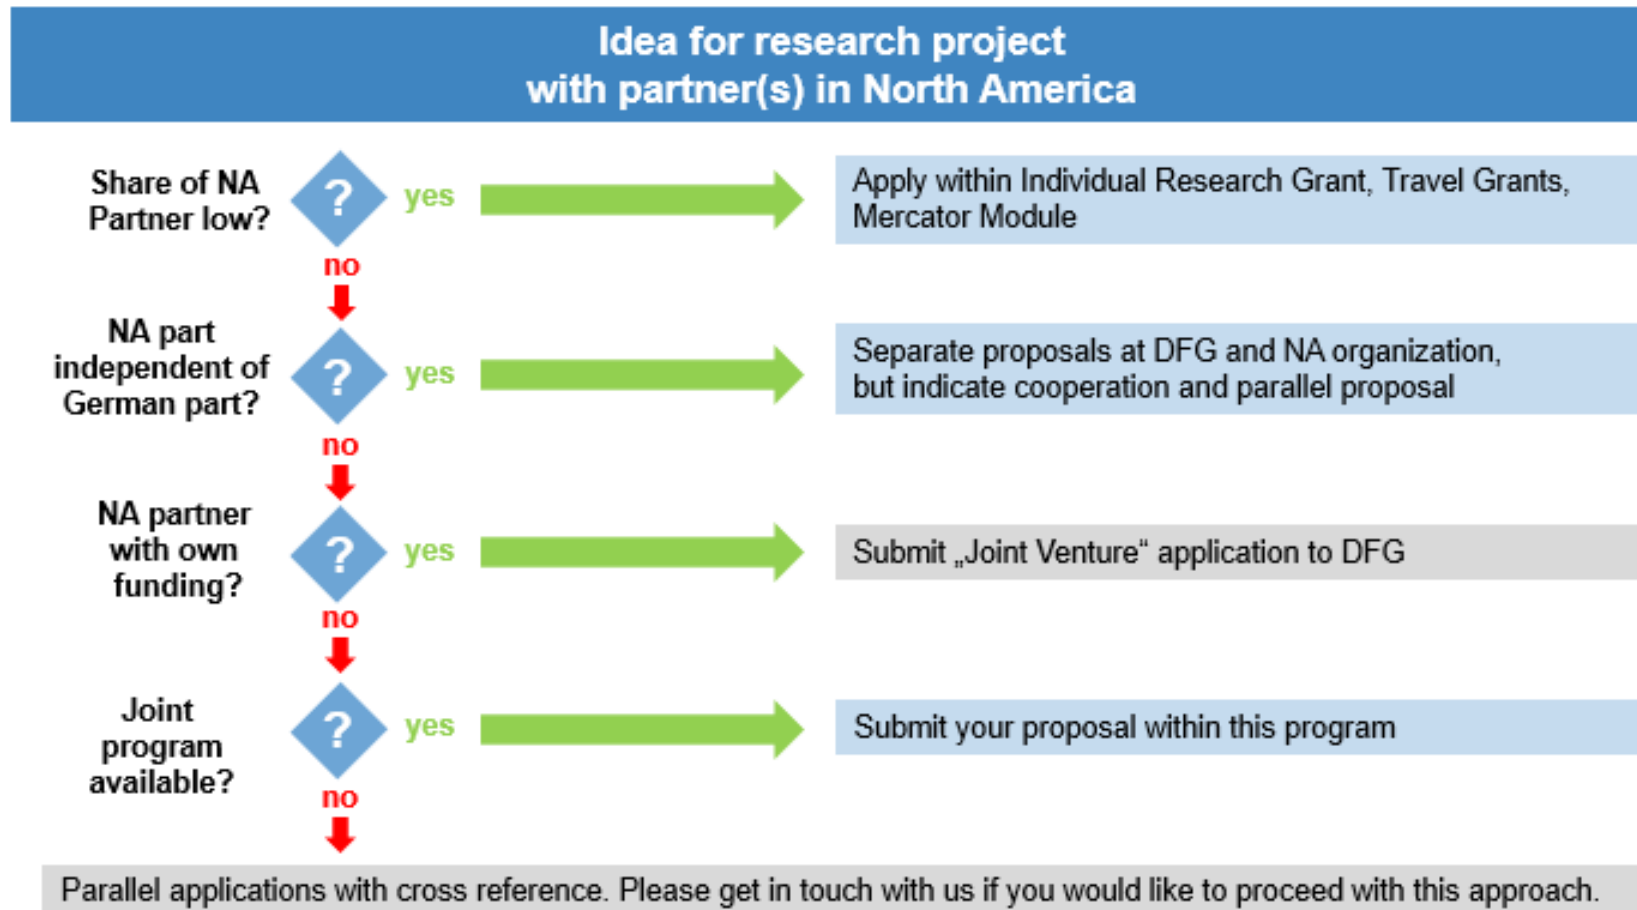 Idea for research project
with partner(s) in North America
Share of NA
Partner low?
?
yes
Apply within Individual Research Grant, Travel Grants,
Mercator Module
no
NA part
independent of
German part?
?
yes
Separate proposals at DFG and NA organization,
but indicate cooperation and parallel proposal
no
NA partner
with own
funding?
?
yes
Submit „Joint Venture“ application to DFG
no
Joint
program
available?
?
yes
Submit your proposal within this program
no
Parallel applications with cross reference. Please get in touch with us if you would like to proceed with this approach.